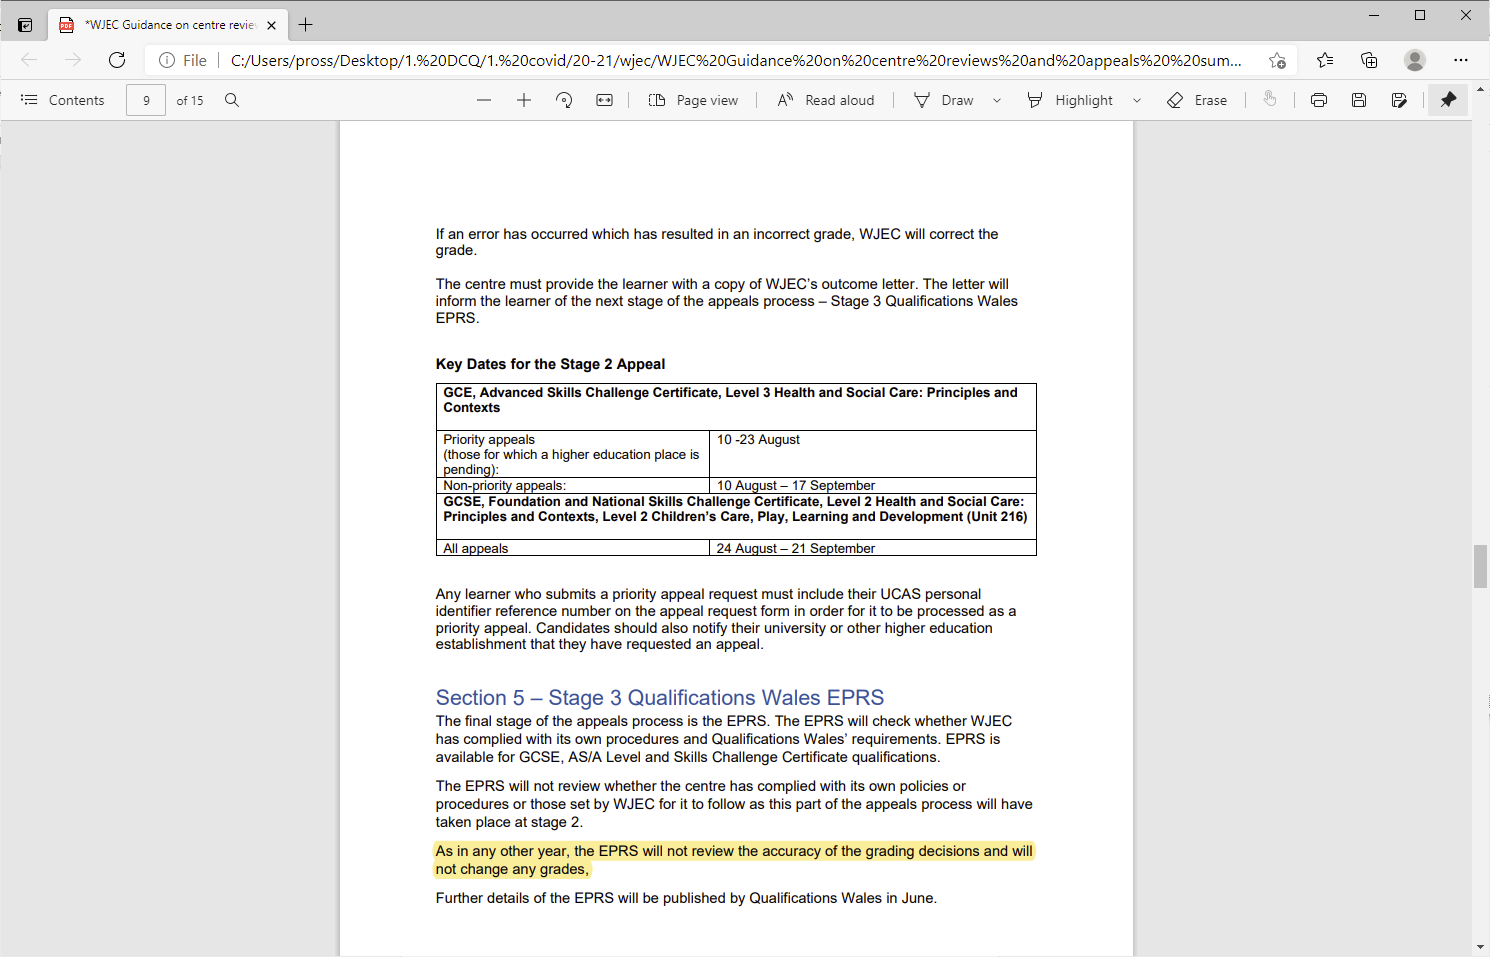 *WJEC Guidance on centre revie
File
C:/Users/pross/Desktop/1.%20DCQ/1.%20covid/20-21/wjec/WJEC%20Guidance%20on%20centre%20reviews%20and%20appeals%20%20sum...
Contents 9 of 15 Page view Read aloud Draw Highlight Erase
If an error has occurred which has resulted in an incorrect grade, WJEC will correct the
grade.
The centre must provide the learner with a copy of WJEC’s outcome letter. The letter will
inform the learner of the next stage of the appeals process – Stage 3 Qualifications Wales
EPRS.
Key Dates for the Stage 2 Appeal
GCE, Advanced Skills Challenge Certificate, Level 3 Health and Social Care: Principles and
Contexts
Priority appeals 10 -23 August
(those for which a higher education place is
pending):
Non-priority appeals: 10 August – 17 September
GCSE, Foundation and National Skills Challenge Certificate, Level 2 Health and Social Care:
Principles and Contexts, Level 2 Children’s Care, Play, Learning and Development (Unit 216)
All appeals 24 August – 21 September
Any learner who submits a priority appeal request must include their UCAS personal
identifier reference number on the appeal request form in order for it to be processed as a
priority appeal. Candidates should also notify their university or other higher education
establishment that they have requested an appeal.
Section 5 – Stage 3 Qualifications Wales EPRS
The final stage of the appeals process is the EPRS. The EPRS will check whether WJEC
has complied with its own procedures and Qualifications Wales’ requirements. EPRS is
available for GCSE, AS/A Level and Skills Challenge Certificate qualifications.
The EPRS will not review whether the centre has complied with its own policies or
procedures or those set by WJEC for it to follow as this part of the appeals process will have
taken place at stage 2.
As in any other year, the EPRS will not review the accuracy of the grading decisions and will
not change any grades,
Further details of the EPRS will be published by Qualifications Wales in June.